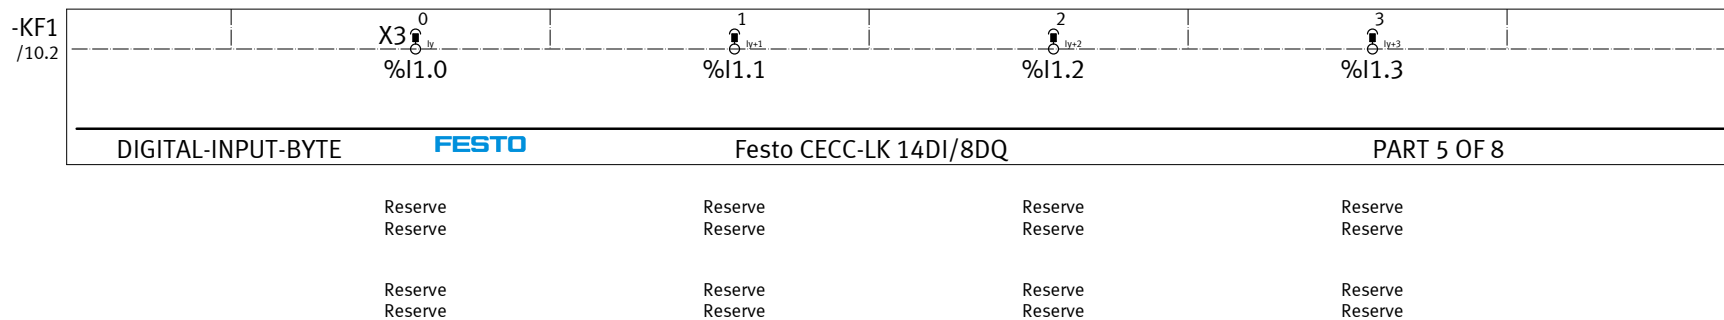 -KF1
/10.2
0 1 2 3
X3 Iy Iy+1 Iy+2 Iy+3
%I1.0 %I1.1 %I1.2 %I1.3
DIGITAL-INPUT-BYTE FESTO Festo CECC-LK 14DI/8DQ PART 5 OF 8
Reserve Reserve Reserve Reserve
Reserve Reserve Reserve Reserve
Reserve Reserve Reserve Reserve
Reserve Reserve Reserve Reserve